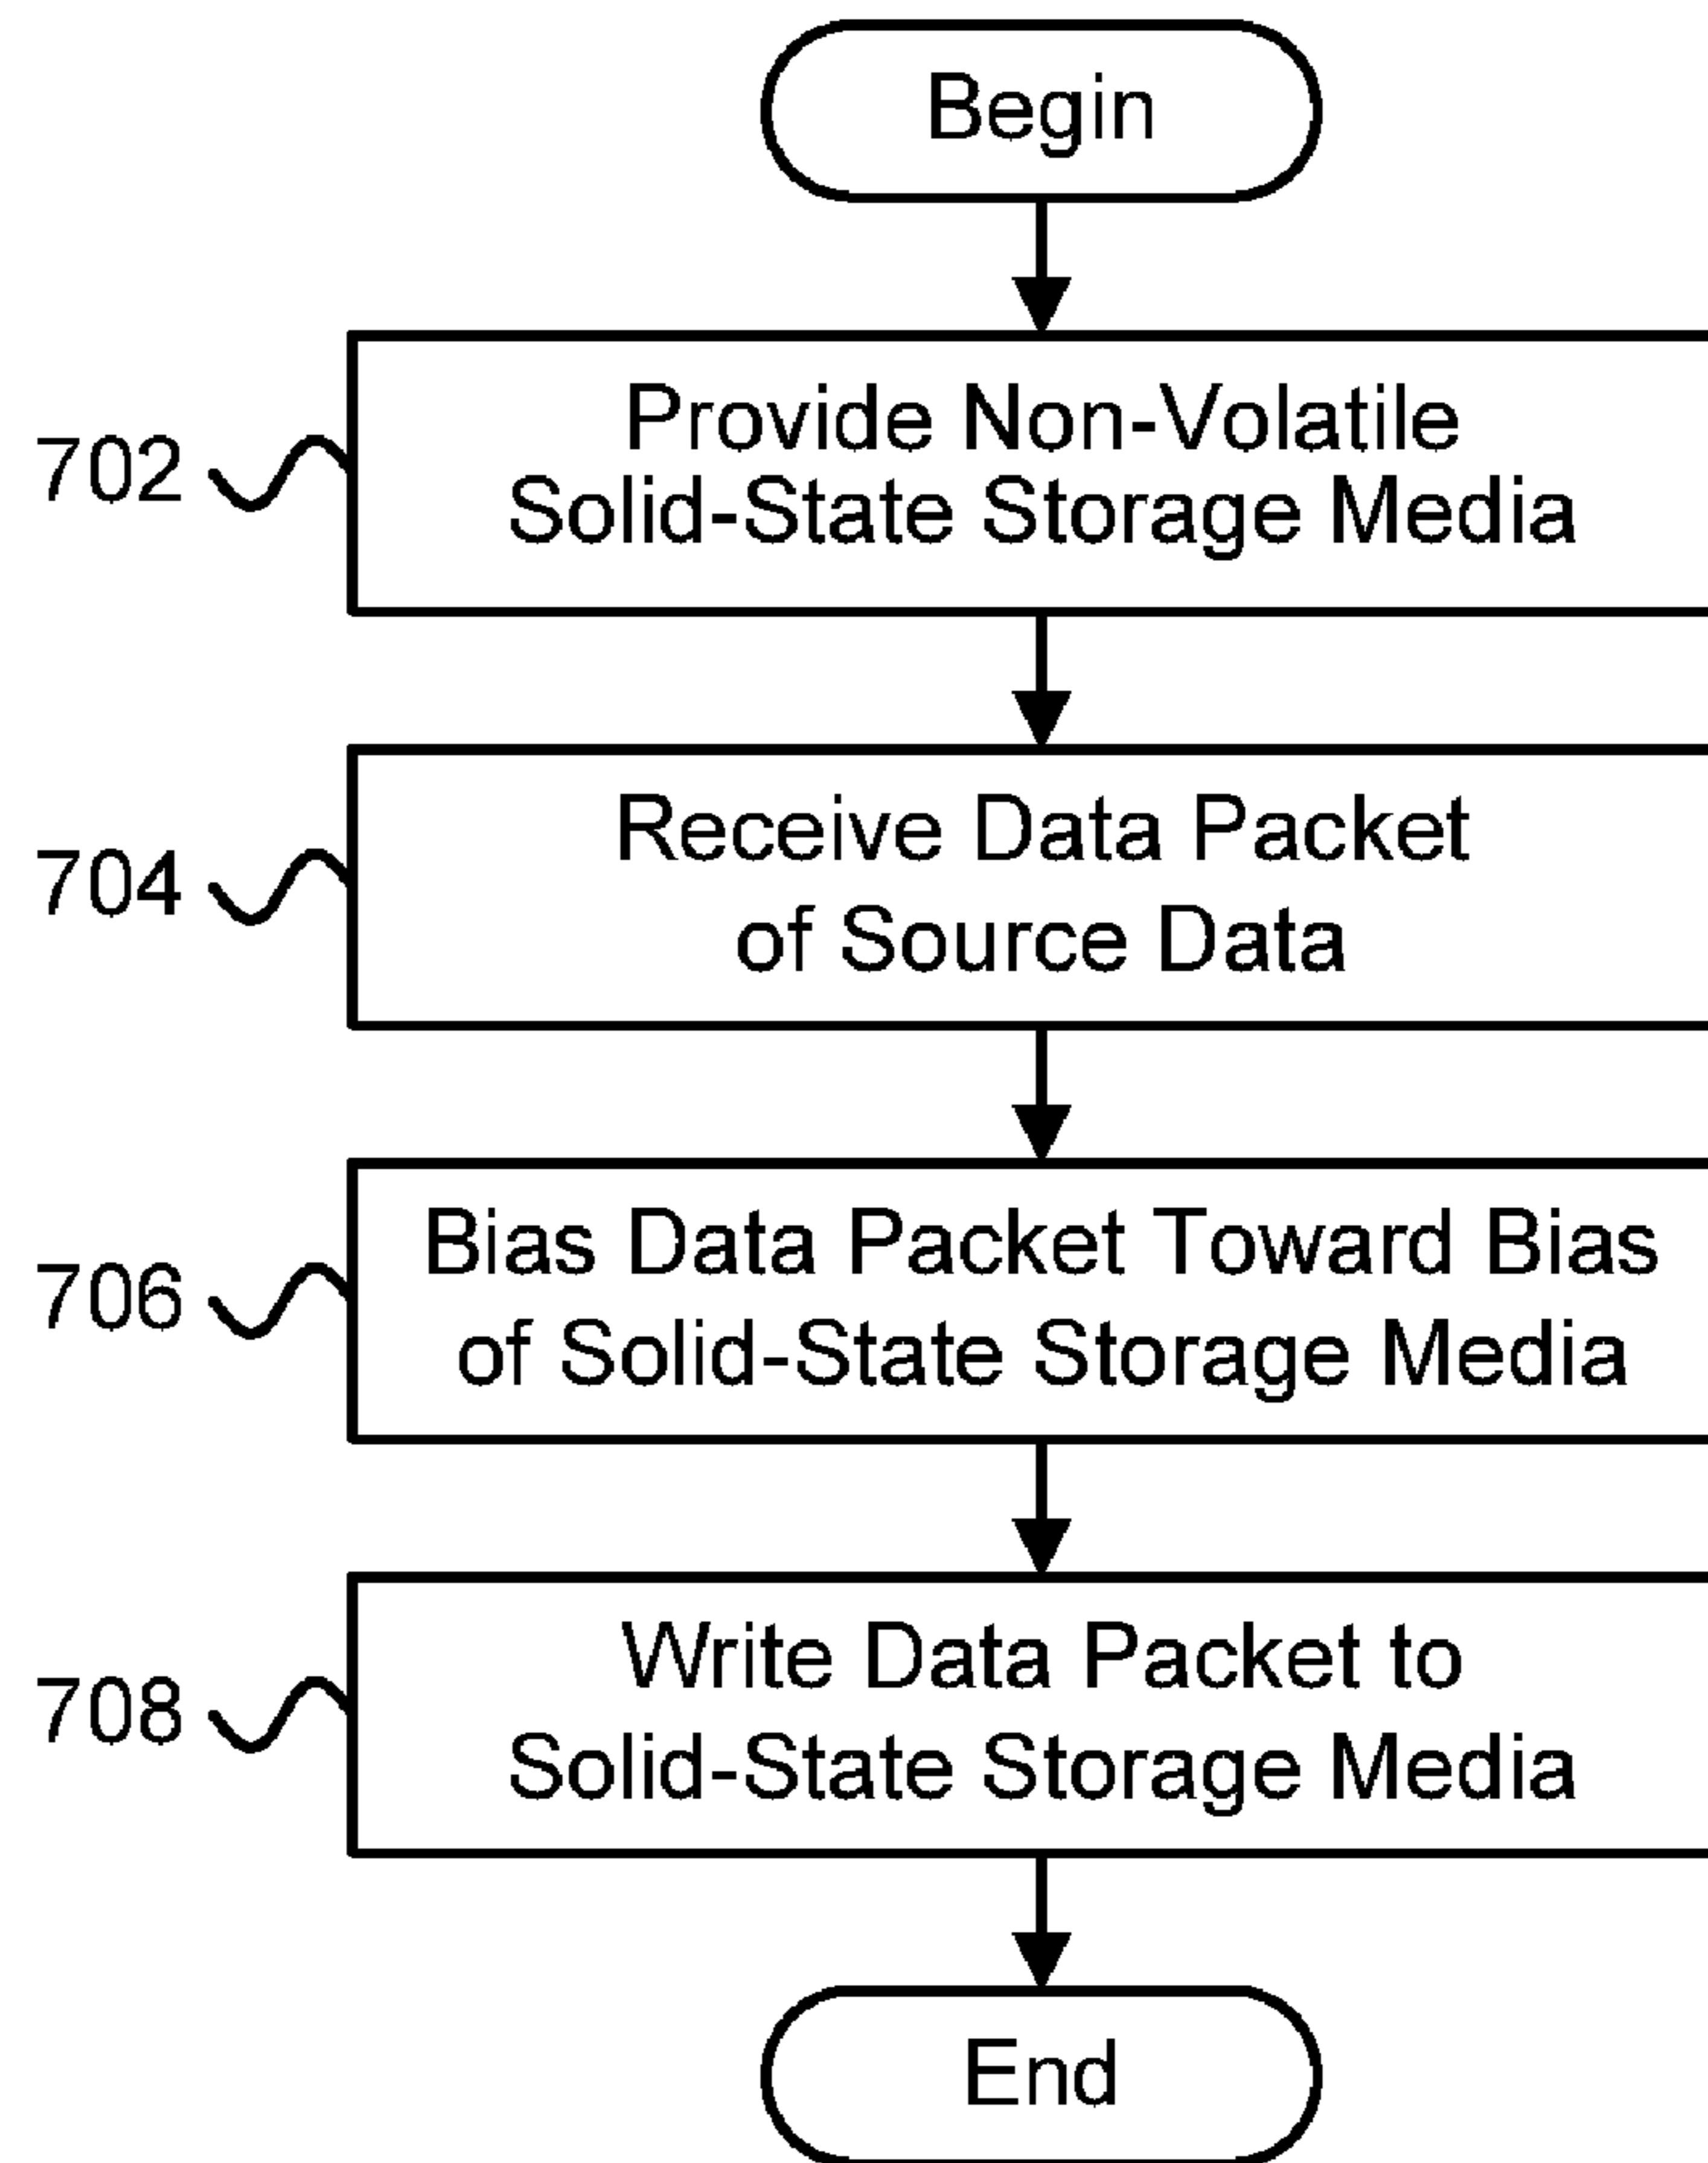 Begin
702
Provide Non-Volatile
Solid-State Storage Media
704
Receive Data Packet
of Source Data
706
Bias Data Packet Toward Bias
of Solid-State Storage Media
708
Write Data Packet to
Solid-State Storage Media
End